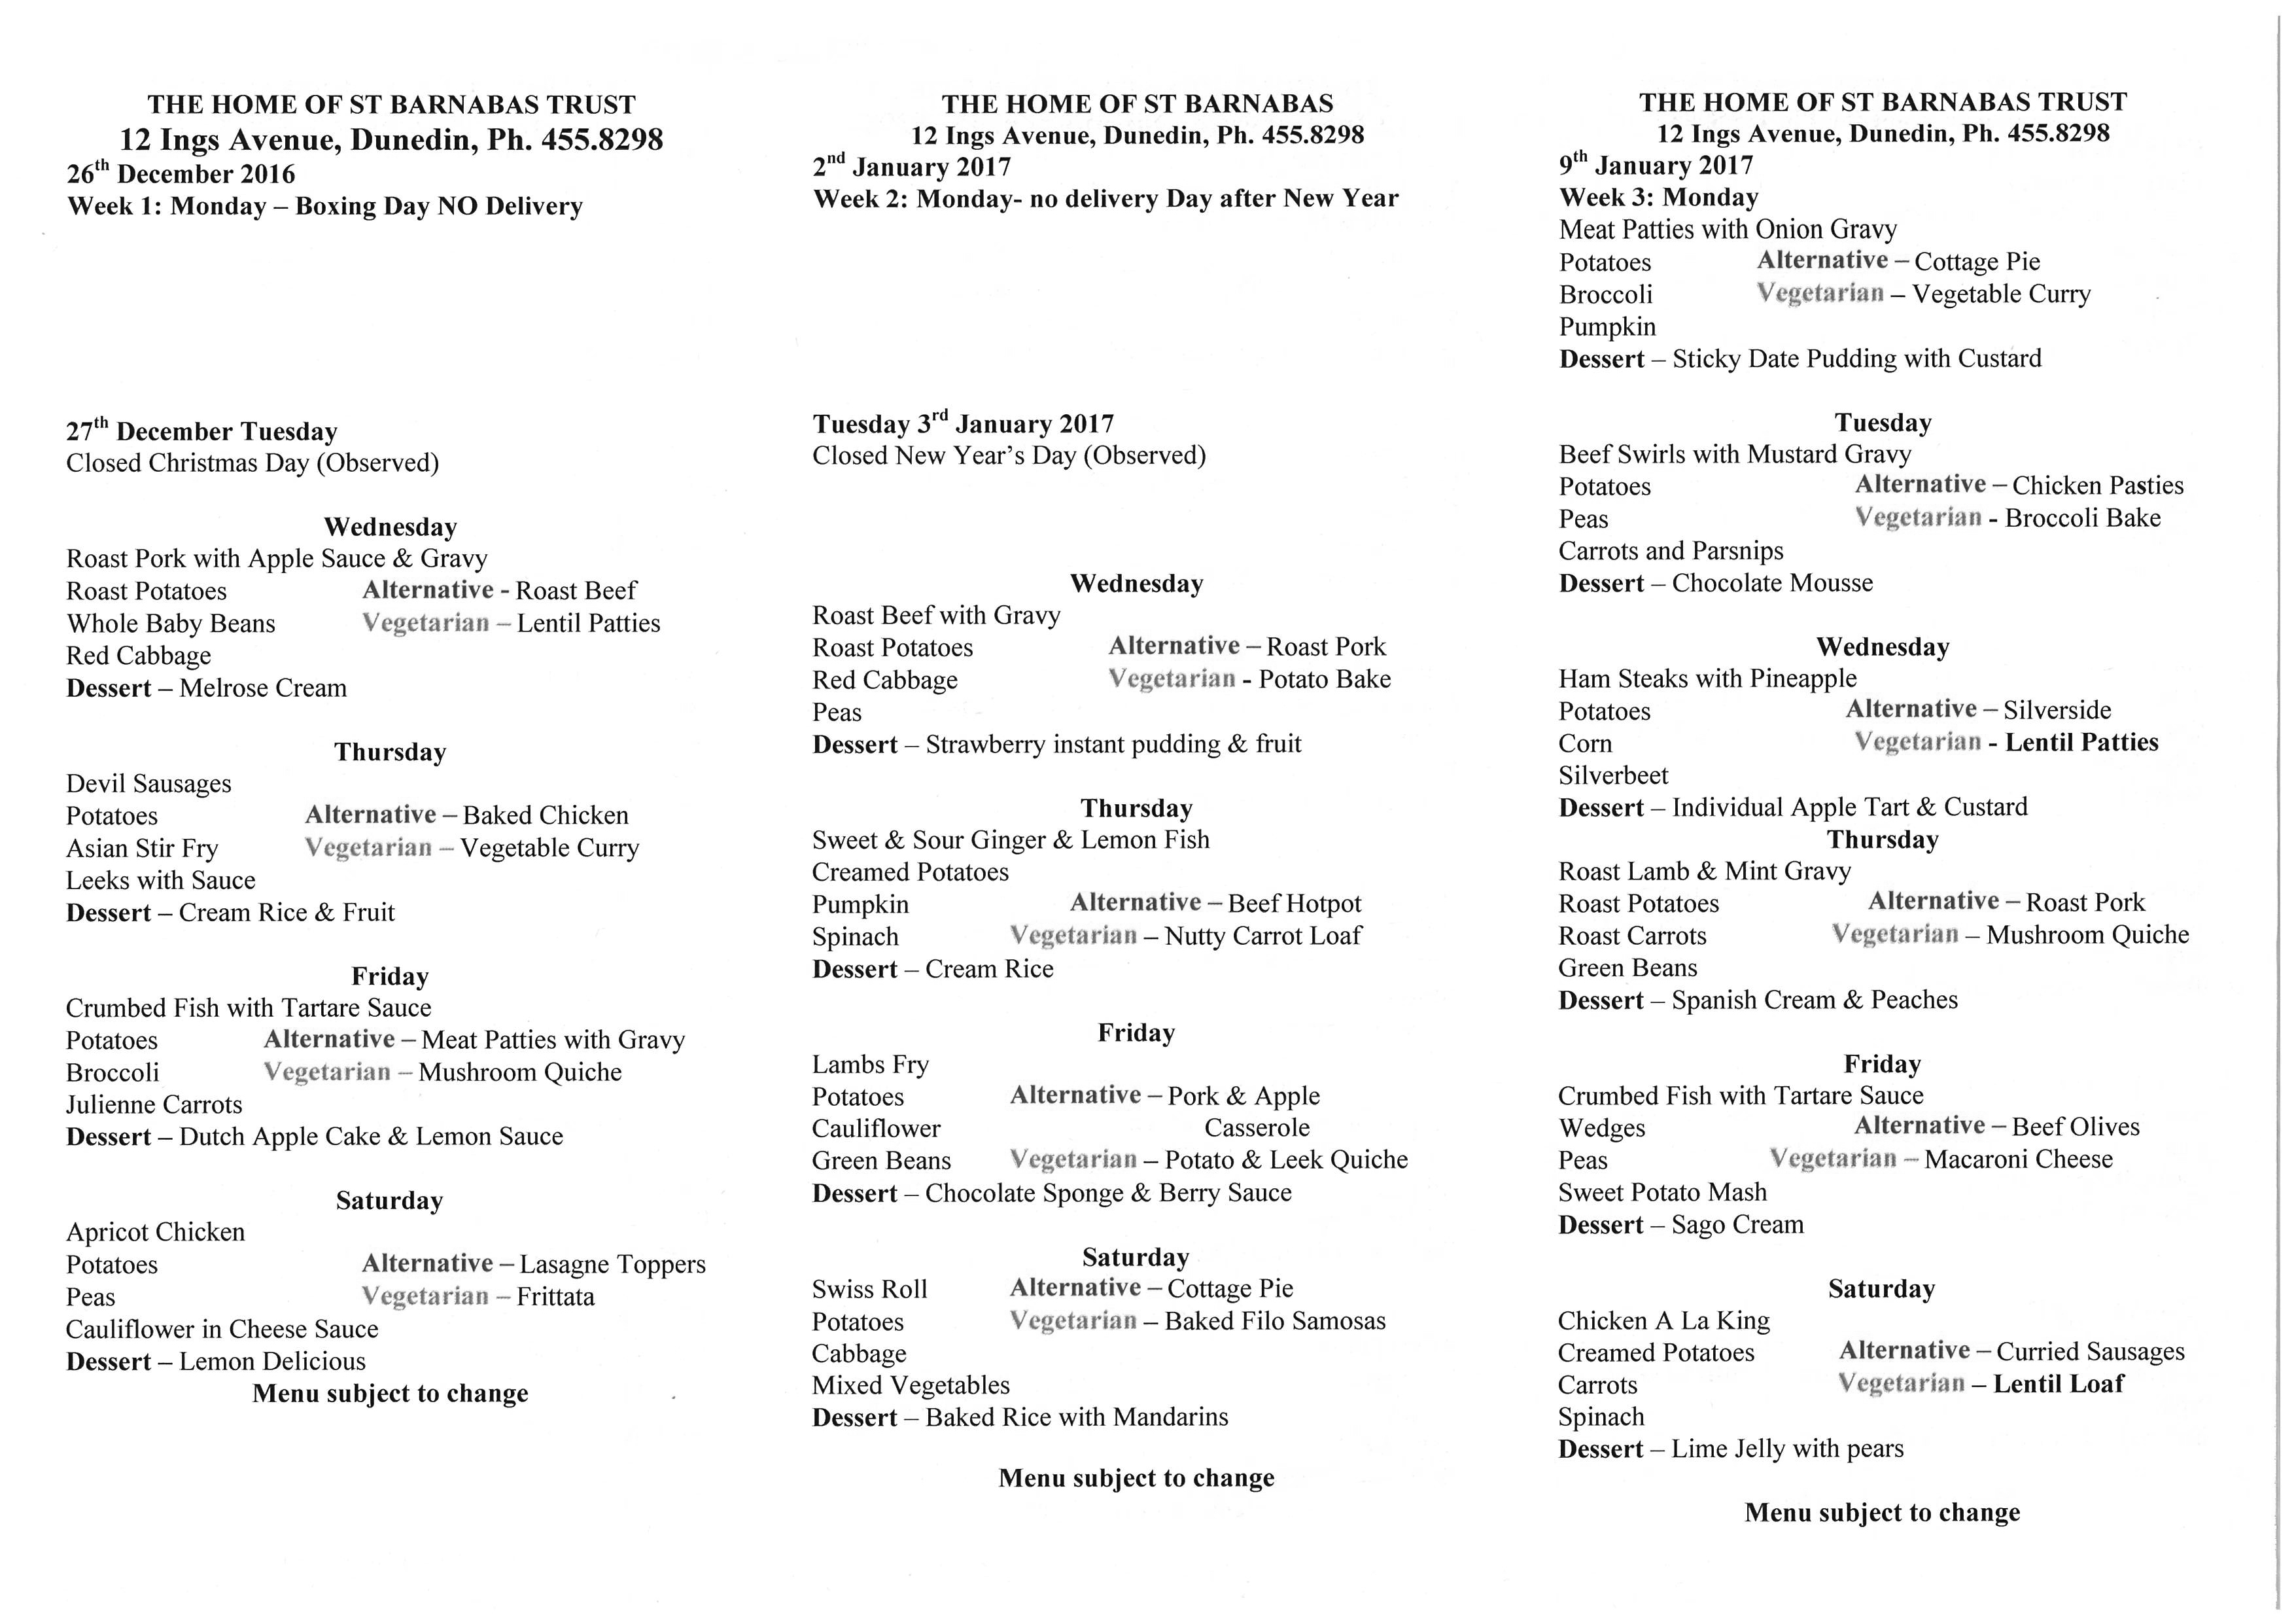 THE HOME OF ST BARNABAS TRUST
12 Ings Avenue, Dunedin, Ph. 455.8298
26th December 2016
Week 1: Monday – Boxing Day NO Delivery
27th December Tuesday
Closed Christmas Day (Observed)
Wednesday
Roast Pork with Apple Sauce & Gravy
Roast Potatoes Alternative - Roast Beef
Whole Baby Beans Vegetarian – Lentil Patties
Red Cabbage
Dessert – Melrose Cream
Thursday
Devil Sausages
Potatoes Alternative – Baked Chicken
Asian Stir Fry Vegetarian – Vegetable Curry
Leeks with Sauce
Dessert – Cream Rice & Fruit
Friday
Crumbed Fish with Tartare Sauce
Potatoes Alternative – Meat Patties with Gravy
Broccoli Vegetarian – Mushroom Quiche
Julienne Carrots
Dessert – Dutch Apple Cake & Lemon Sauce
Saturday
Apricot Chicken
Potatoes Alternative – Lasagne Toppers
Peas Vegetarian – Frittata
Cauliflower in Cheese Sauce
Dessert – Lemon Delicious
Menu subject to change
THE HOME OF ST BARNABAS
12 Ings Avenue, Dunedin, Ph. 455.8298
2nd January 2017
Week 2: Monday- no delivery Day after New Year
Tuesday 3rd January 2017
Closed New Year's Day (Observed)
Wednesday
Roast Beef with Gravy
Roast Potatoes Alternative – Roast Pork
Red Cabbage Vegetarian - Potato Bake
Peas
Dessert – Strawberry instant pudding & fruit
Thursday
Sweet & Sour Ginger & Lemon Fish
Creamed Potatoes
Pumpkin Alternative – Beef Hotpot
Spinach Vegetarian – Nutty Carrot Loaf
Dessert – Cream Rice
Friday
Lambs Fry
Potatoes Alternative – Pork & Apple
Cauliflower Casserole
Green Beans Vegetarian – Potato & Leek Quiche
Dessert – Chocolate Sponge & Berry Sauce
Saturday
Swiss Roll Alternative – Cottage Pie
Potatoes Vegetarian – Baked Filo Samosas
Cabbage
Mixed Vegetables
Dessert – Baked Rice with Mandarins
Menu subject to change
THE HOME OF ST BARNABAS TRUST
12 Ings Avenue, Dunedin, Ph. 455.8298
9th January 2017
Week 3: Monday
Meat Patties with Onion Gravy
Potatoes Alternative – Cottage Pie
Broccoli Vegetarian – Vegetable Curry
Pumpkin
Dessert – Sticky Date Pudding with Custard
Tuesday
Beef Swirls with Mustard Gravy
Potatoes Alternative – Chicken Pasties
Peas Vegetarian - Broccoli Bake
Carrots and Parsnips
Dessert – Chocolate Mousse
Wednesday
Ham Steaks with Pineapple
Potatoes Alternative – Silverside
Corn Vegetarian - Lentil Patties
Silverbeet
Dessert – Individual Apple Tart & Custard
Thursday
Roast Lamb & Mint Gravy
Roast Potatoes Alternative – Roast Pork
Roast Carrots Vegetarian – Mushroom Quiche
Green Beans
Dessert – Spanish Cream & Peaches
Friday
Crumbed Fish with Tartare Sauce
Wedges Alternative – Beef Olives
Peas Vegetarian – Macaroni Cheese
Sweet Potato Mash
Dessert – Sago Cream
Saturday
Chicken A La King
Creamed Potatoes Alternative – Curried Sausages
Carrots Vegetarian – Lentil Loaf
Spinach
Dessert – Lime Jelly with pears
Menu subject to change